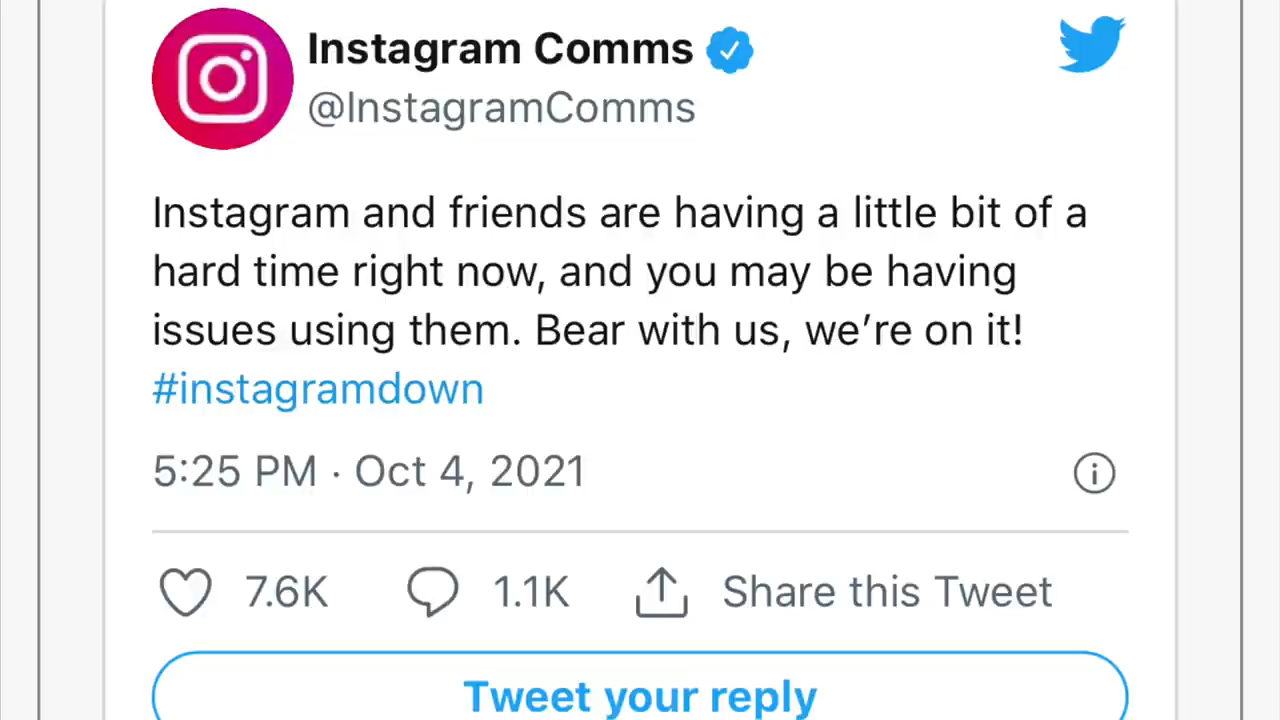 Instagram Comms
@InstagramComms
Instagram and friends are having a little bit of a
hard time right now, and you may be having
issues using them. Bear with us, we’re on it!
#instagramdown
5:25 PM · Oct 4, 2021
7.6K 1.1K Share this Tweet
Tweet your reply